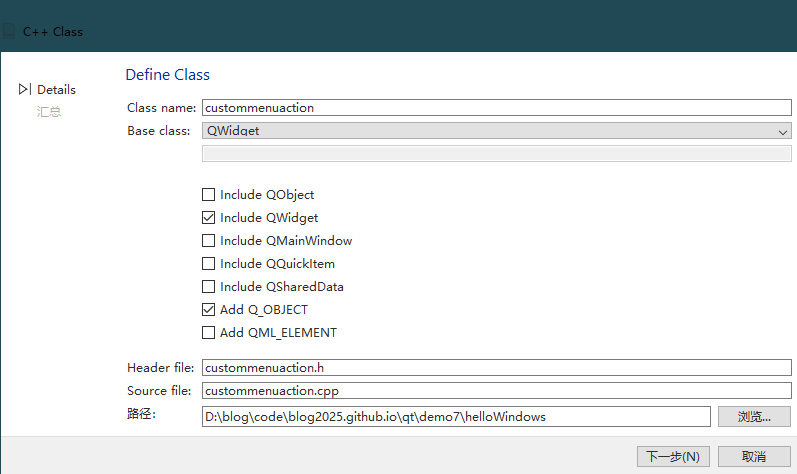 C++ Class
Define Class
Details
汇总
Class name: custommenuaction
Base class: QWidget
Include QObject
Include QWidget
Include QMainWindow
Include QQuickItem
Include QSharedData
Add Q_OBJECT
Add QML_ELEMENT
Header file: custommenuaction.h
Source file: custommenuaction.cpp
路径: D:\blog\code\blog2025.github.io\qt\demo7\helloWindows 浏览...
下一步(N) 取消